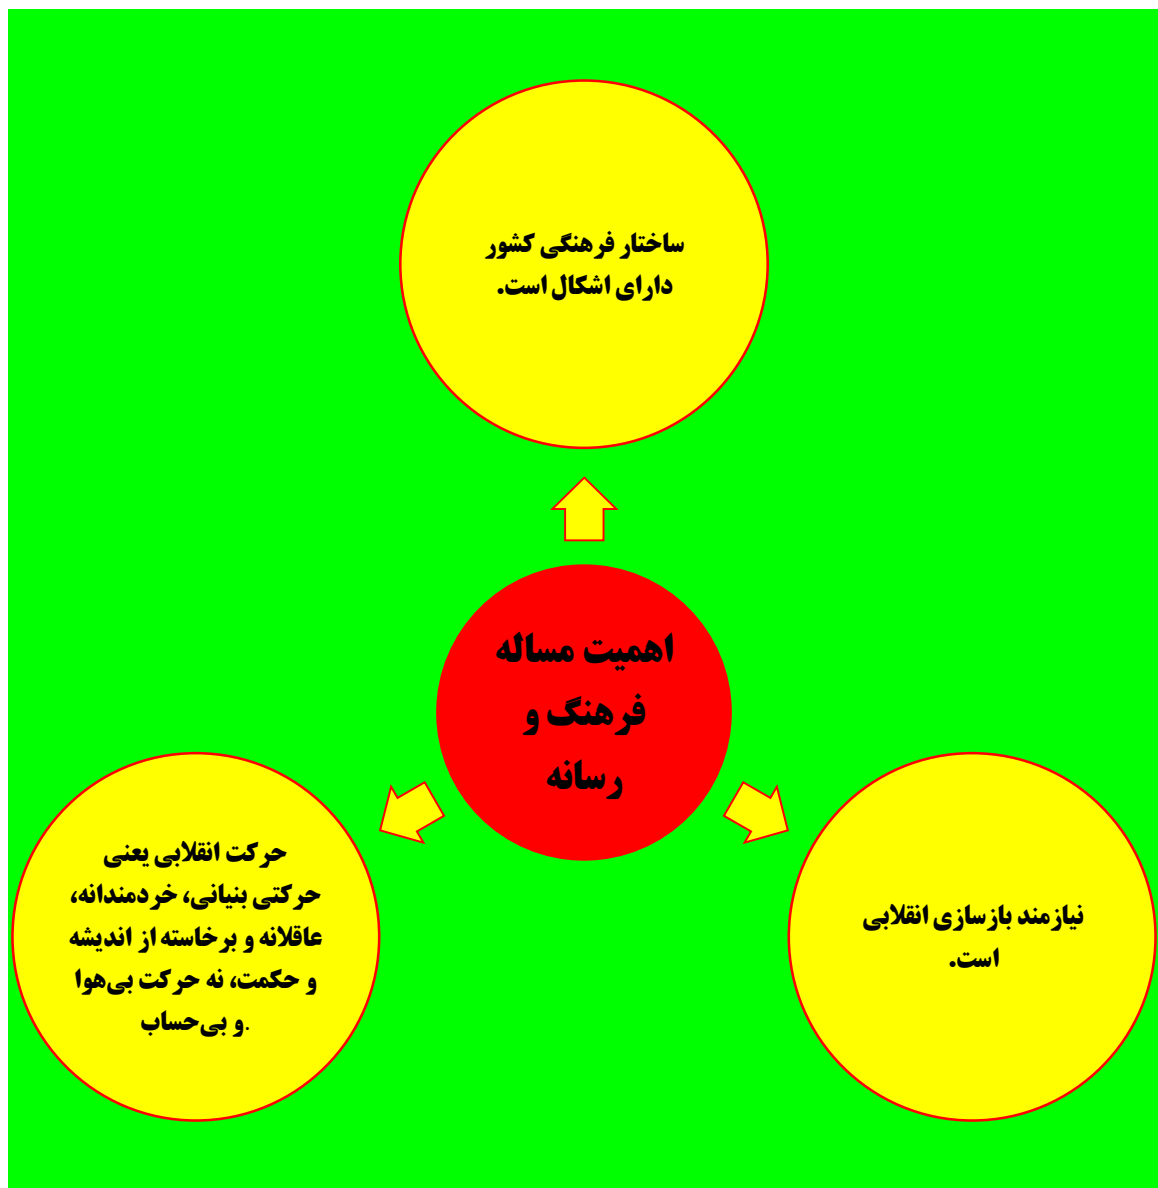 ساختار فرهنگی کشور
دارای اشکال است.
اهمیت مساله
فرهنگ و
رسانه
نیازمند بازسازی انقلابی
است.
حرکت انقلابی یعنی
حرکتی بنیانی، خردمندانه،
عاقلانه و برخاسته از اندیشه
و حکمت، نه حرکت بی‌هوا
.و بی‌حساب